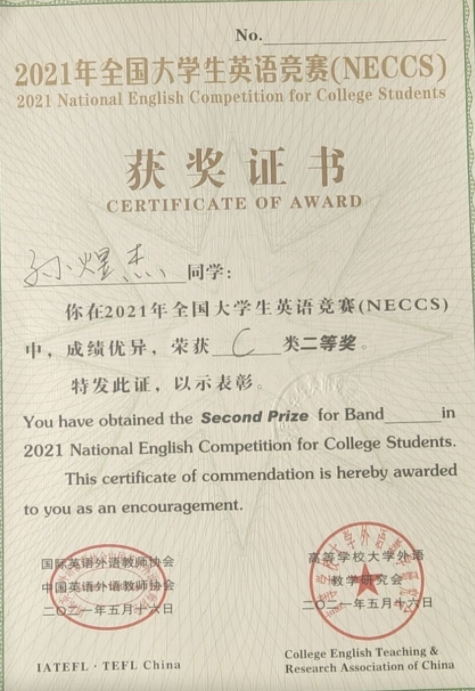 No.
2021年全国大学生英语竞赛(NECCS)
2021 National English Competition for College Students
获奖证书
CERTIFICATE OF AWARD
孙煜杰 同学:
你在2021年全国大学生英语竞赛(NECCS)
中，成绩优异，荣获 C 类二等奖。
特发此证，以示表彰。
You have obtained the Second Prize for Band______in
2021 National English Competition for College Students.
This certificate of commendation is hereby awarded
to you as an encouragement.
国际英语外语教师协会
中国英语外语教师协会
二〇二一年五月十六日
IATEFL · TEFL China
高等学校大学外语
教学研究会
二〇二一年五月十六日
College English Teaching &
Research Association of China